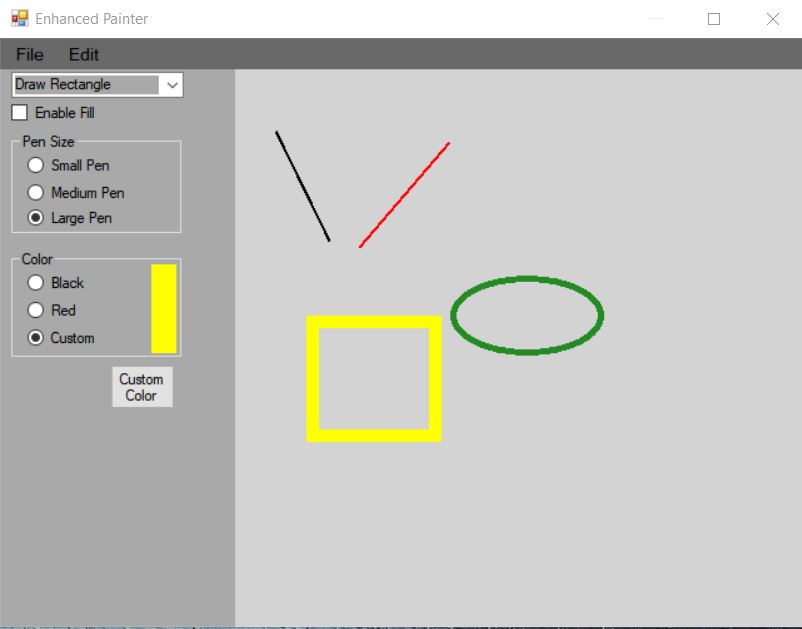 Enhanced Painter
File Edit
Draw Rectangle
Enable Fill
Pen Size
Small Pen
Medium Pen
Large Pen
Color
Black
Red
Custom
Custom
Color